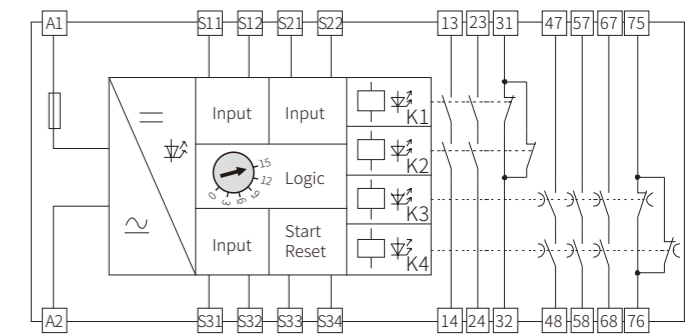 A1 S11 S12 S21 S22 13 23 31 47 57 67 75
Input Input K1
K2
15
12
9
6
3
0
Logic
K3
Input Start
Reset
K4
A2 S31 S32 S33 S34 14 24 32 48 58 68 76